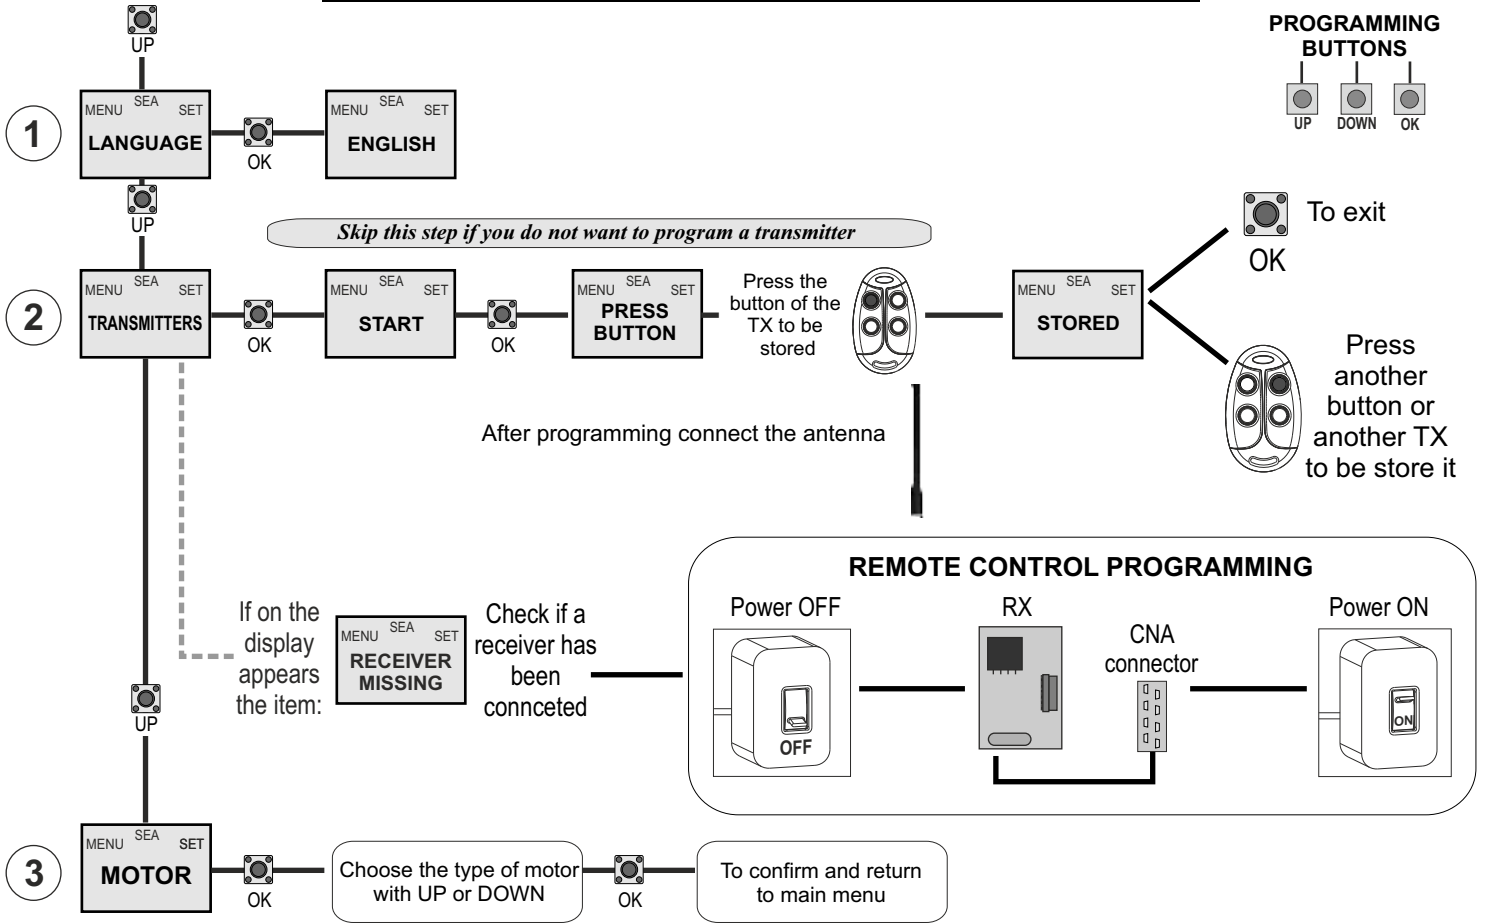 UP
PROGRAMMING
BUTTONS
UP DOWN OK
1
MENU SEA SET
LANGUAGE
OK
MENU SEA SET
ENGLISH
UP
Skip this step if you do not want to program a transmitter
2
MENU SEA SET
TRANSMITTERS
OK
MENU SEA SET
START
OK
MENU SEA SET
PRESS
BUTTON
Press the
button of the
TX to be
stored
MENU SEA SET
STORED
To exit
OK
Press
another
button or
another TX
to be store it
After programming connect the antenna
If on the
display
appears
the item:
MENU SEA SET
RECEIVER
MISSING
Check if a
receiver has
been
connceted
REMOTE CONTROL PROGRAMMING
Power OFF
OFF
RX
CNA
connector
Power ON
ON
UP
3
MENU SEA SET
MOTOR
OK
Choose the type of motor
with UP or DOWN
OK
To confirm and return
to main menu